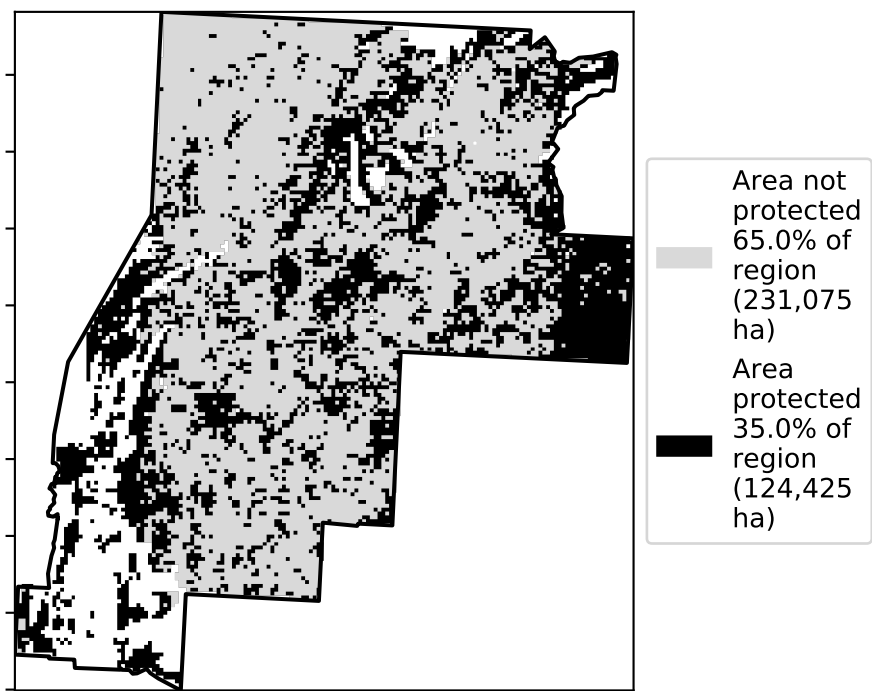 Area not
protected
65.0% of
region
(231,075
ha)
Area
protected
35.0% of
region
(124,425
ha)